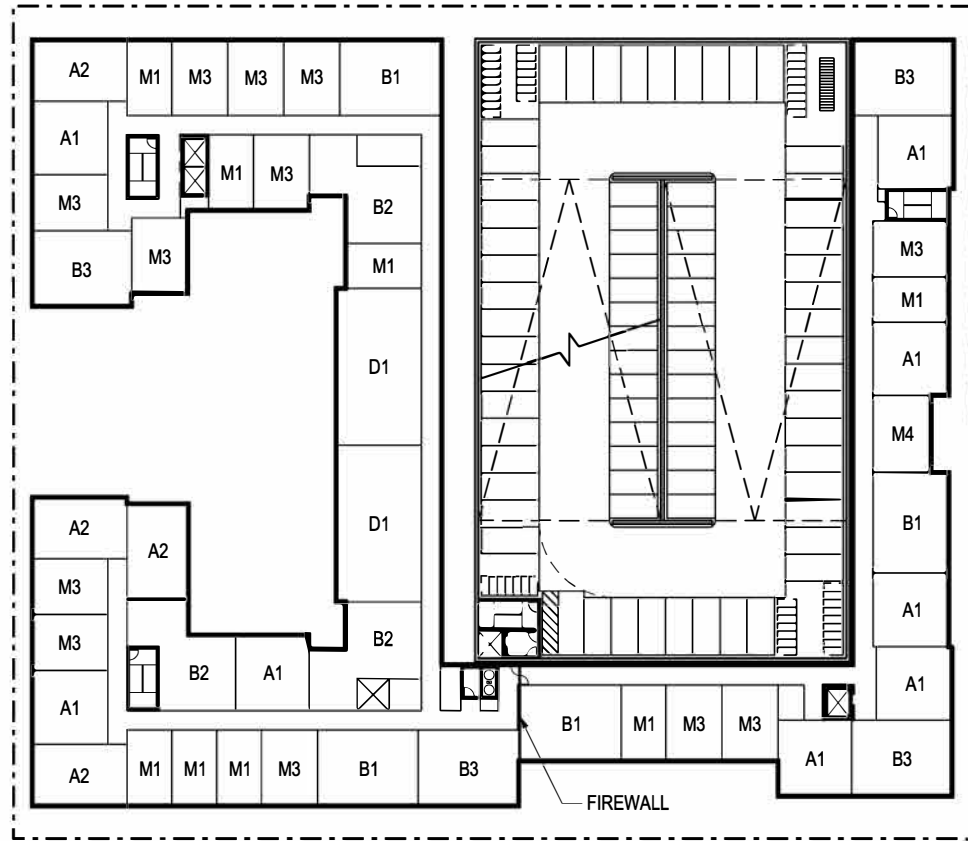 A2 M1 M3 M3 M3 B1 B3
A1 M1 M3 A1
M3 B2
B3 M3 M1 M3
M1
D1 A1
M4
D1
A2 A2 B1
M3
M3 B2 A1 B2 A1
A1 A1
B1 M1 M3 M3
A2 M1 M1 M1 M3 B1 B3 A1 B3
FIREWALL